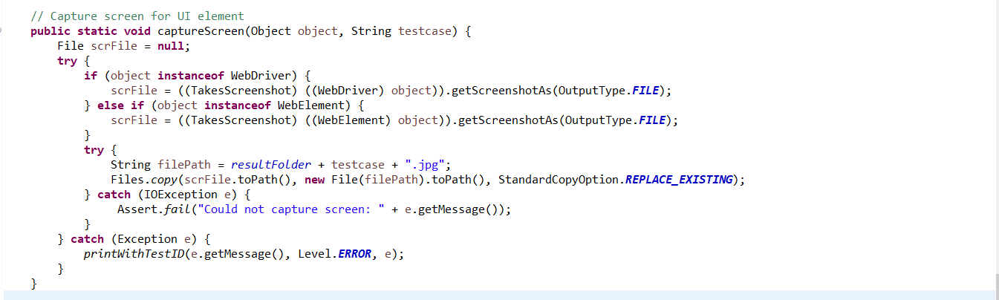 // Capture screen for UI element
public static void captureScreen(Object object, String testcase) {
File scrFile = null;
try {
if (object instanceof WebDriver) {
scrFile = ((TakesScreenshot) ((WebDriver) object)).getScreenshotAs(OutputType.FILE);
} else if (object instanceof WebElement) {
scrFile = ((TakesScreenshot) ((WebElement) object)).getScreenshotAs(OutputType.FILE);
}
try {
String filePath = resultFolder + testcase + ".jpg";
Files.copy(scrFile.toPath(), new File(filePath).toPath(), StandardCopyOption.REPLACE_EXISTING);
} catch (IOException e) {
Assert.fail("Could not capture screen: " + e.getMessage());
}
} catch (Exception e) {
printWithTestID(e.getMessage(), Level.ERROR, e);
}
}